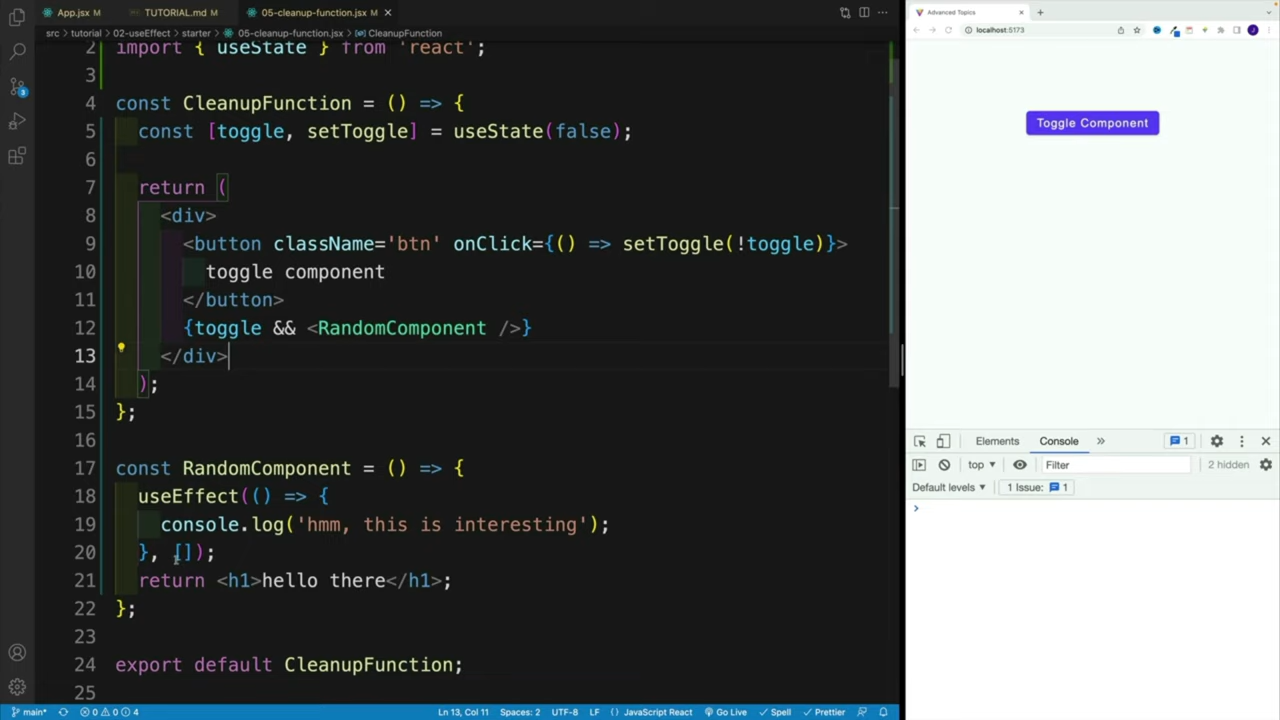 App.jsx M
TUTORIAL.md M
05-cleanup-function.jsx M
src > tutorial > 02-useEffect > starter > 05-cleanup-function.jsx > CleanupFunction
2 import { useState } from 'react';
3
4 const CleanupFunction = () => {
5 const [toggle, setToggle] = useState(false);
6
7 return (
8 <div>
9 <button className='btn' onClick={() => setToggle(!toggle)}>
10 toggle component
11 </button>
12 {toggle && <RandomComponent />}
13 </div>
14 );
15 };
16
17 const RandomComponent = () => {
18 useEffect(() => {
19 console.log('hmm, this is interesting');
20 }, []);
21 return <h1>hello there</h1>;
22 };
23
24 export default CleanupFunction;
25
3
main* 0 0 4 Ln 13, Col 11 Spaces: 2 UTF-8 LF {} JavaScript React Go Live Spell Prettier
Advanced Topics
localhost:5173
J
Toggle Component
Elements Console 1
top Filter 2 hidden
Default levels 1 Issue: 1